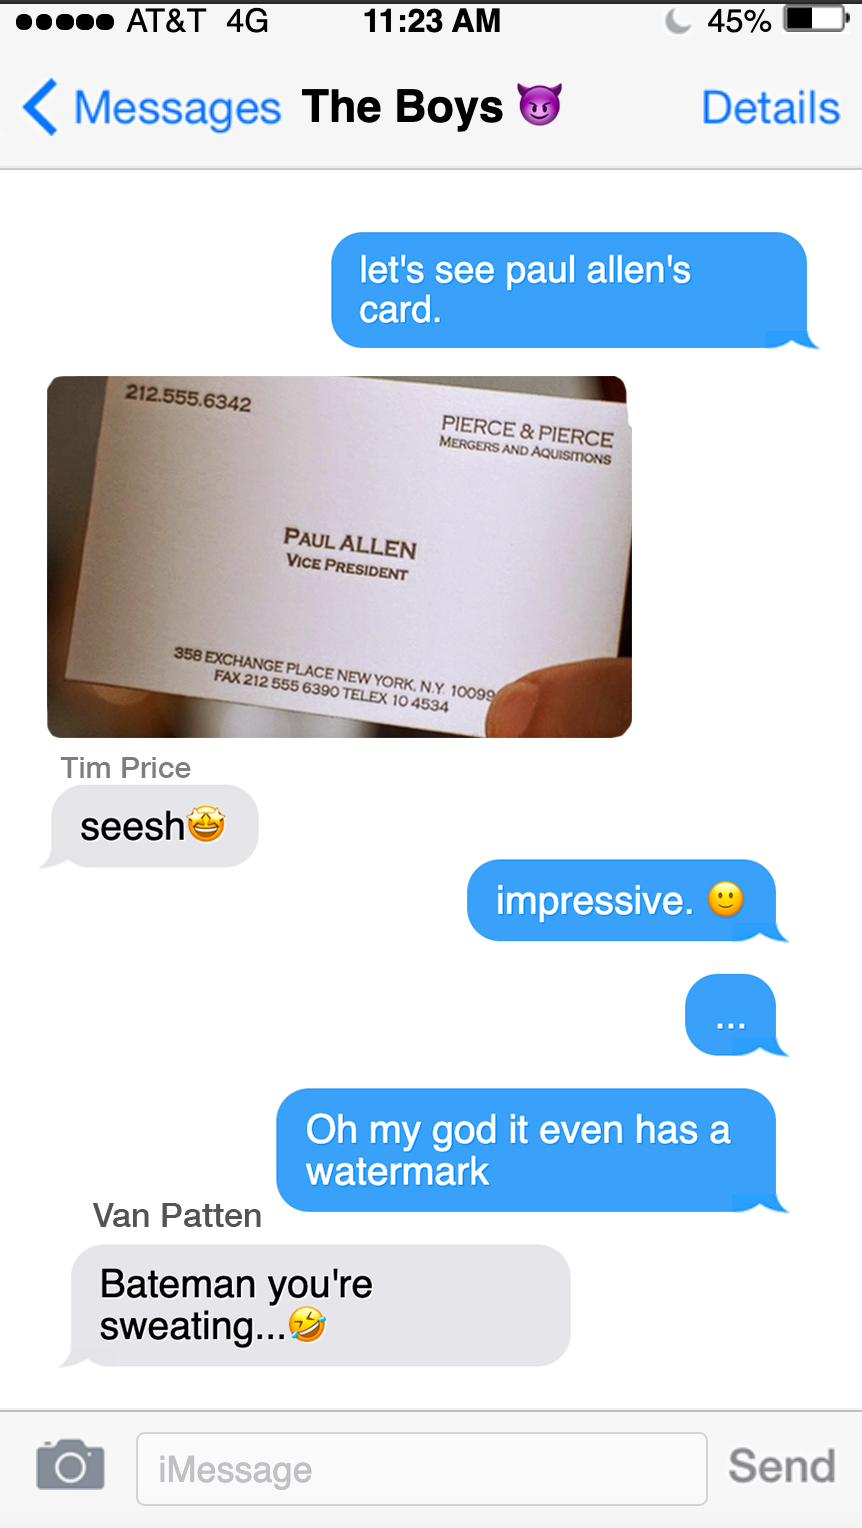 AT&T 4G 11:23 AM 45%
Messages The Boys 😈 Details
let's see paul allen's
card.
212.555.6342
PIERCE & PIERCE
MERGERS AND AQUISITIONS
PAUL ALLEN
VICE PRESIDENT
358 EXCHANGE PLACE NEW YORK, N.Y. 10099
FAX 212 555 6390 TELEX 10 4534
Tim Price
seesh🤩
impressive. 🙂
...
Oh my god it even has a
watermark
Van Patten
Bateman you're
sweating...🤣
iMessage Send